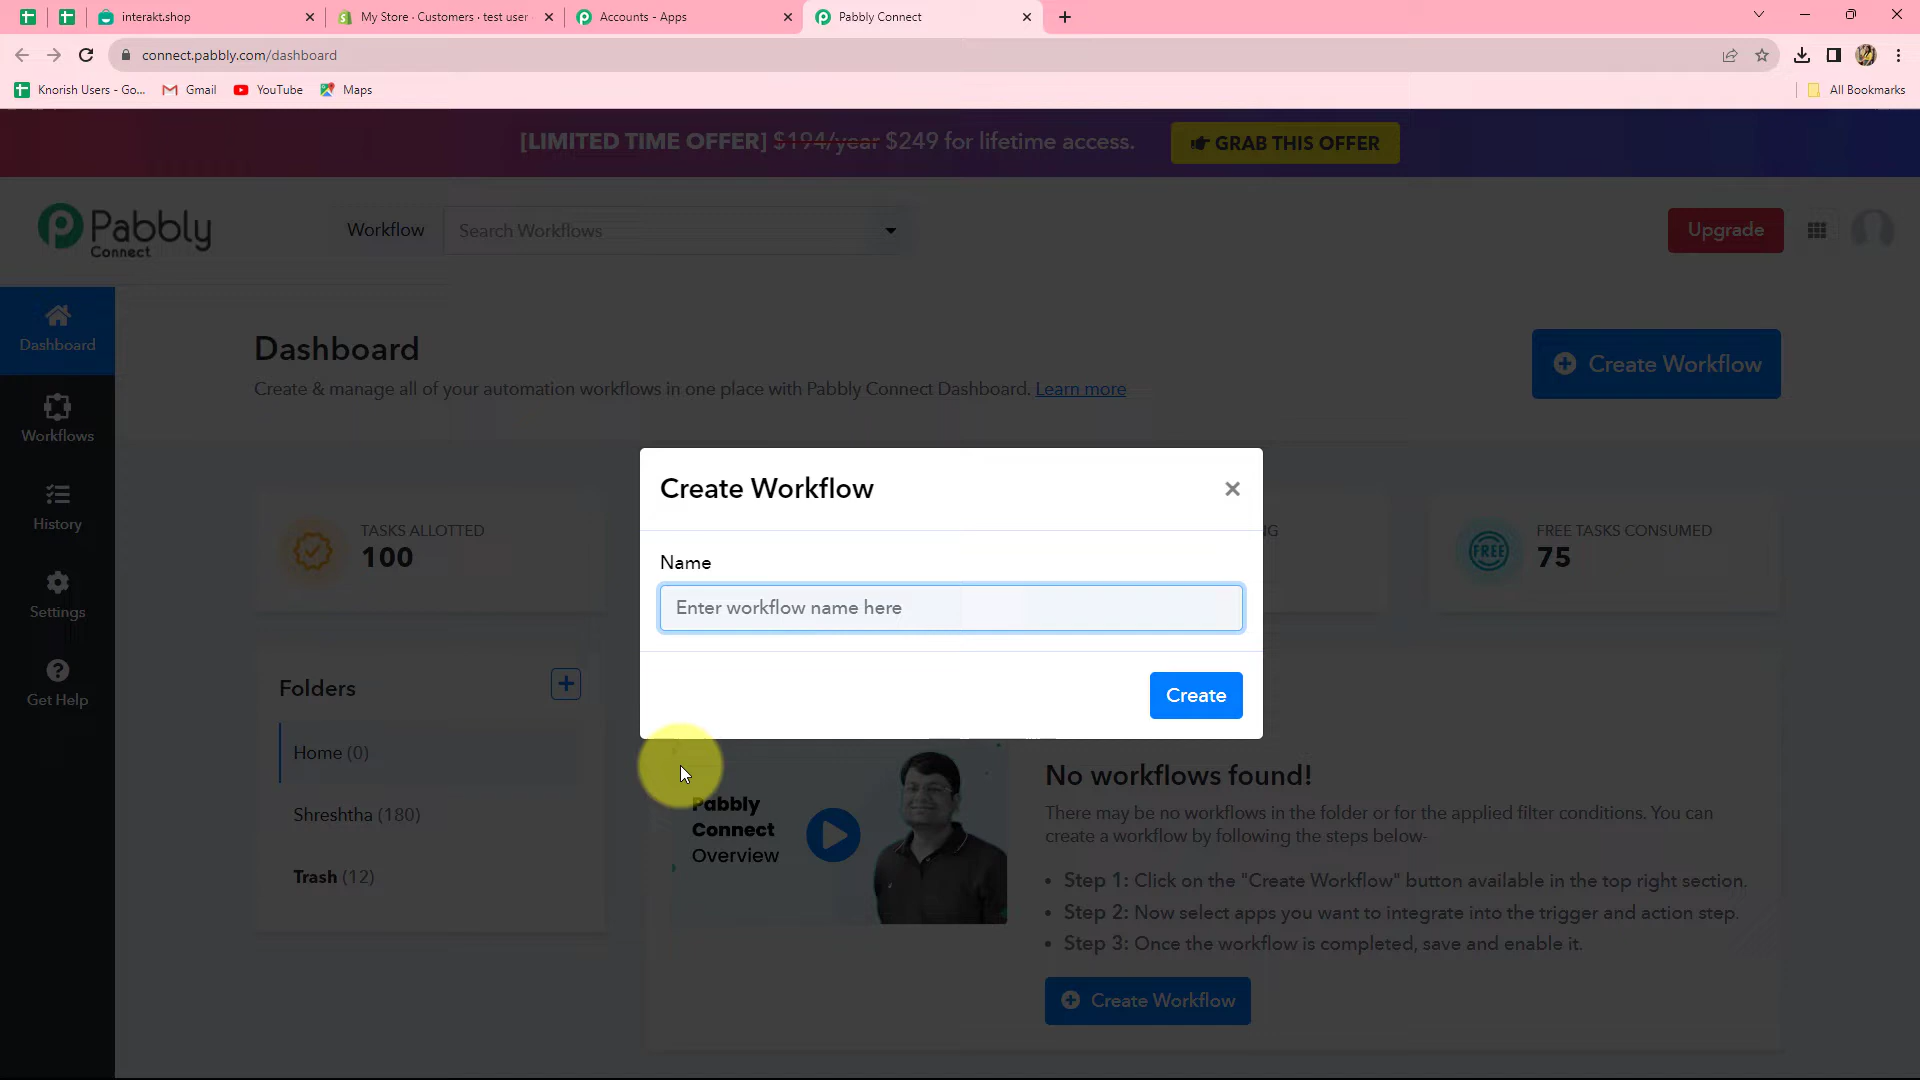 interakt.shop
My Store · Customers · test user
Accounts - Apps
Pabbly Connect
connect.pabbly.com/dashboard
Knorish Users - Go...
Gmail
YouTube
Maps
All Bookmarks
[LIMITED TIME OFFER] $194/year $249 for lifetime access.
GRAB THIS OFFER
Pabbly
Connect
Workflow
Search Workflows
Upgrade
Dashboard
Workflows
History
Settings
Get Help
Dashboard
Create & manage all of your automation workflows in one place with Pabbly Connect Dashboard. Learn more
Create Workflow
TASKS ALLOTTED
100
NG
FREE
FREE TASKS CONSUMED
75
Create Workflow
×
Name
Enter workflow name here
Create
Folders
Home (0)
Shreshtha (180)
Trash (12)
Pabbly
Connect
Overview
No workflows found!
There may be no workflows in the folder or for the applied filter conditions. You can
create a workflow by following the steps below-
• Step 1: Click on the "Create Workflow" button available in the top right section.
• Step 2: Now select apps you want to integrate into the trigger and action step.
• Step 3: Once the workflow is completed, save and enable it.
Create Workflow